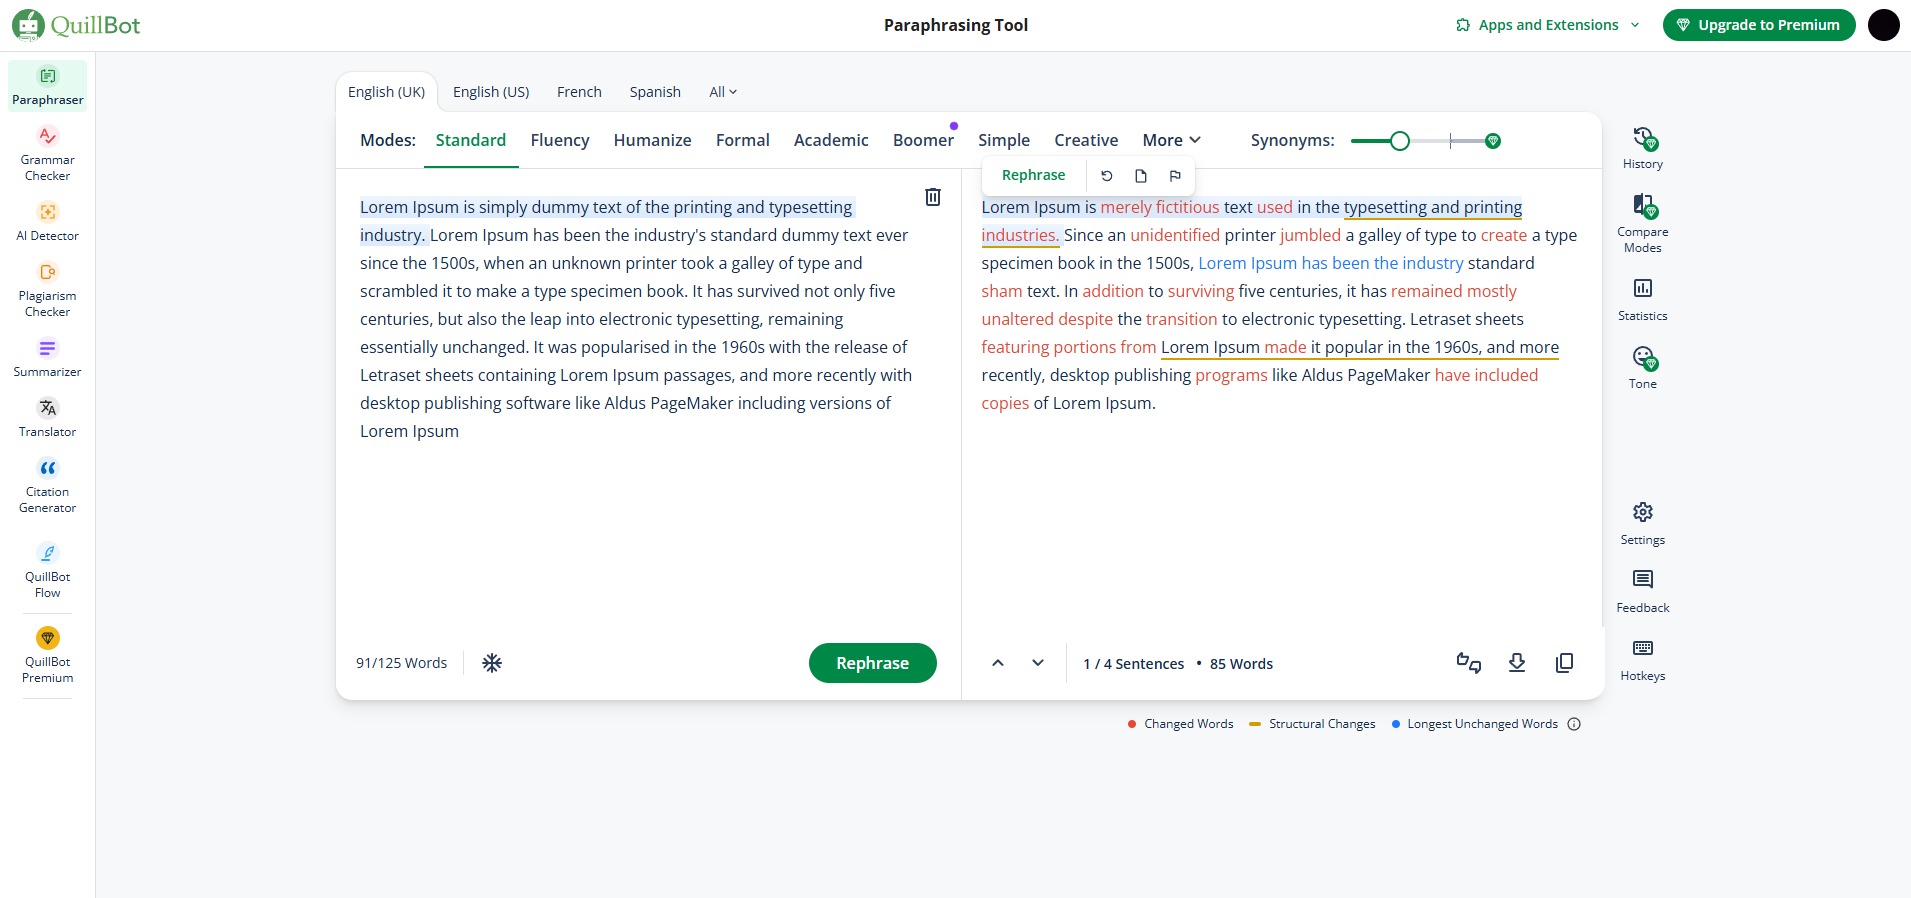 QuillBot
Paraphrasing Tool
Apps and Extensions
Upgrade to Premium
Paraphraser
Grammar
Checker
AI Detector
Plagiarism
Checker
Summarizer
Translator
Citation
Generator
QuillBot
Flow
QuillBot
Premium
English (UK) English (US) French Spanish All
Modes: Standard Fluency Humanize Formal Academic Boomer Simple Creative More Synonyms:
Rephrase
Lorem Ipsum is simply dummy text of the printing and typesetting
industry. Lorem Ipsum has been the industry's standard dummy text ever
since the 1500s, when an unknown printer took a galley of type and
scrambled it to make a type specimen book. It has survived not only five
centuries, but also the leap into electronic typesetting, remaining
essentially unchanged. It was popularised in the 1960s with the release of
Letraset sheets containing Lorem Ipsum passages, and more recently with
desktop publishing software like Aldus PageMaker including versions of
Lorem Ipsum
91/125 Words
Rephrase
Lorem Ipsum is merely fictitious text used in the typesetting and printing
industries. Since an unidentified printer jumbled a galley of type to create a type
specimen book in the 1500s, Lorem Ipsum has been the industry standard
sham text. In addition to surviving five centuries, it has remained mostly
unaltered despite the transition to electronic typesetting. Letraset sheets
featuring portions from Lorem Ipsum made it popular in the 1960s, and more
recently, desktop publishing programs like Aldus PageMaker have included
copies of Lorem Ipsum.
1 / 4 Sentences • 85 Words
Changed Words Structural Changes Longest Unchanged Words
History
Compare
Modes
Statistics
Tone
Settings
Feedback
Hotkeys